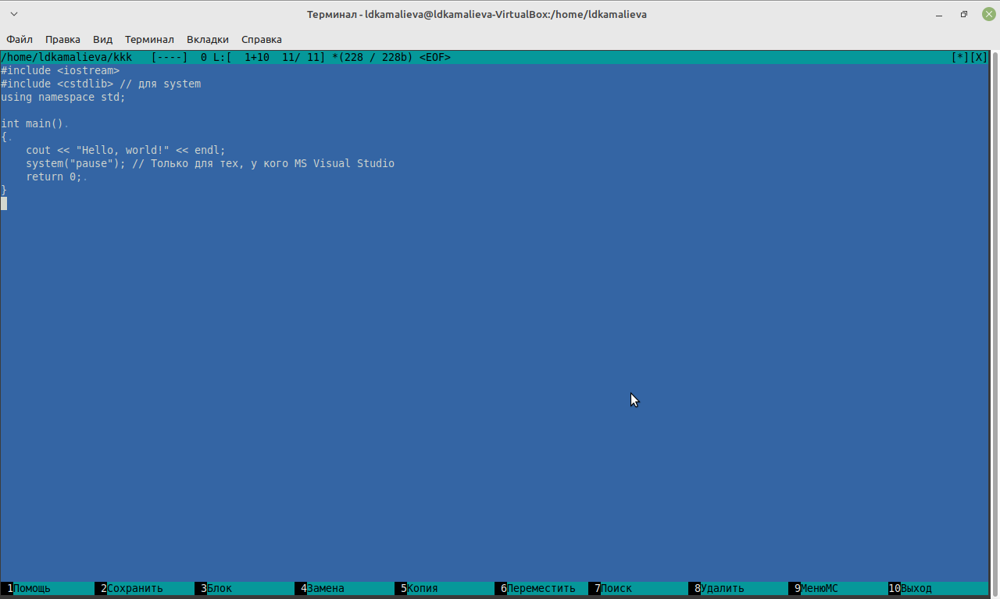 Терминал - ldkamalieva@ldkamalieva-VirtualBox:/home/ldkamalieva
Файл Правка Вид Терминал Вкладки Справка
/home/ldkamalieva/kkk [----] 0 L:[ 1+10 11/ 11] *(228 / 228b) <EOF> [*][X]
#include <iostream>
#include <cstdlib> // для system
using namespace std;
int main().
{.
cout << "Hello, world!" << endl;
system("pause"); // Только для тех, у кого MS Visual Studio
return 0;.
}
1Помощь 2Сохранить 3Блок 4Замена 5Копия 6Переместить 7Поиск 8Удалить 9МенюМС 10Выход